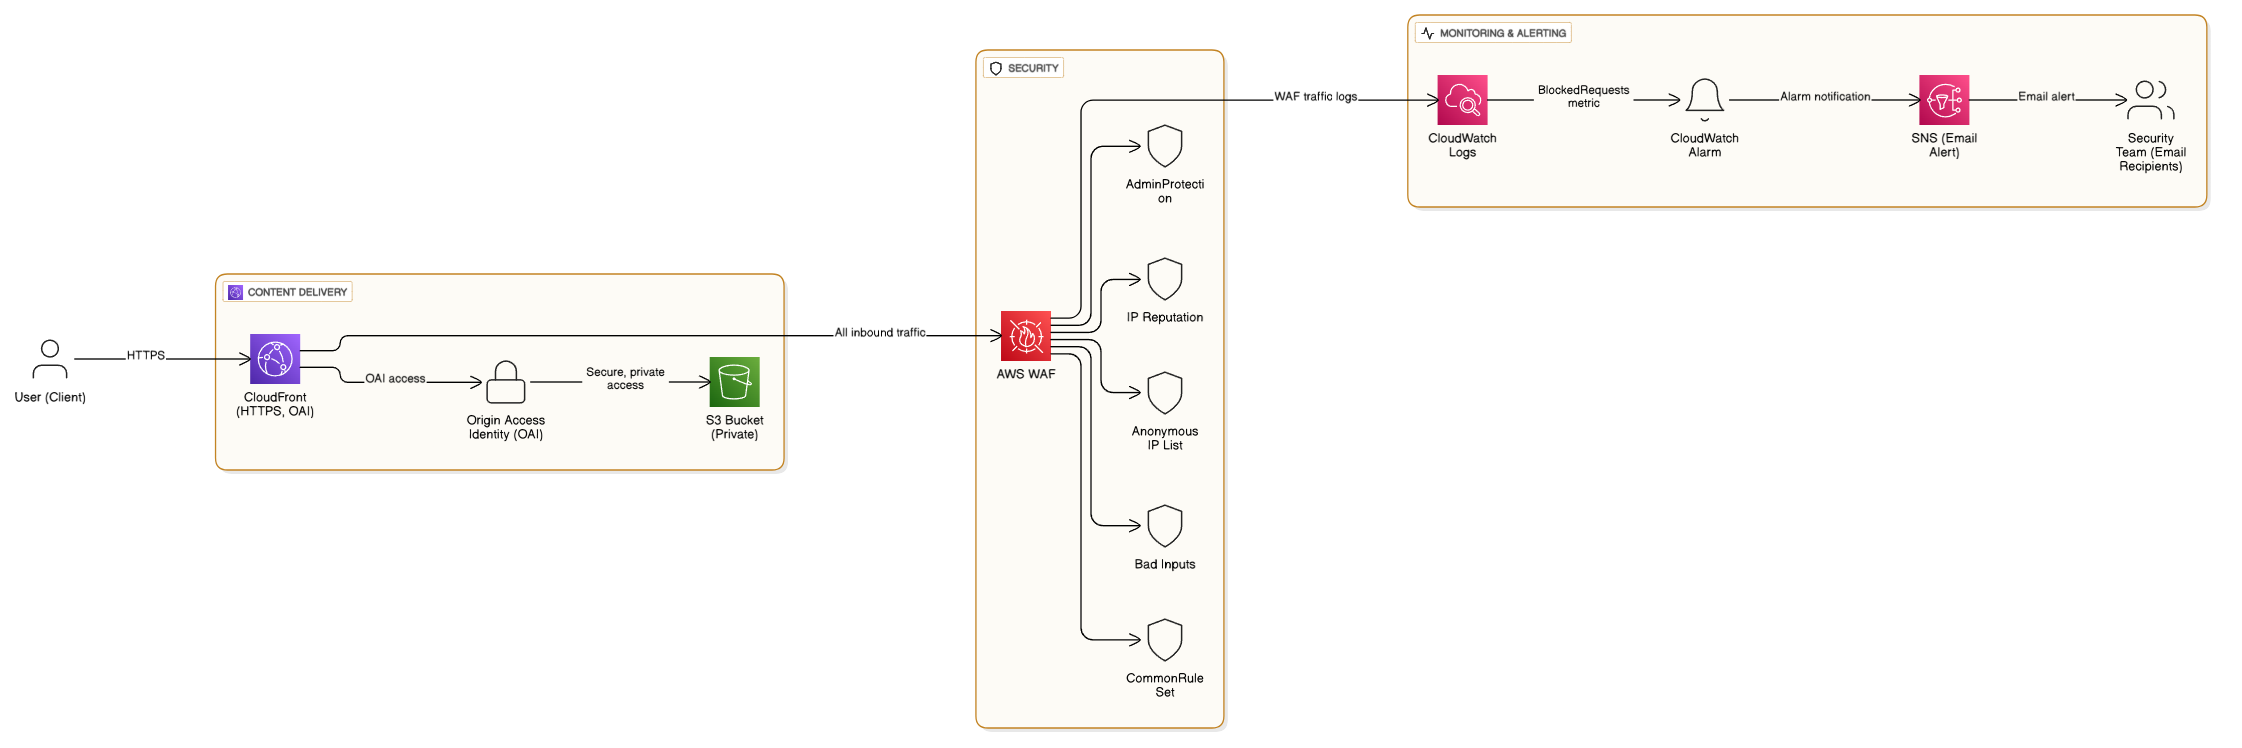 MONITORING & ALERTING
WAF traffic logs
BlockedRequests
metric
Alarm notification
Email alert
CloudWatch
Logs
CloudWatch
Alarm
SNS (Email
Alert)
Security
Team (Email
Recipients)
SECURITY
AdminProtecti
on
IP Reputation
AWS WAF
Anonymous
IP List
Bad Inputs
CommonRule
Set
CONTENT DELIVERY
All inbound traffic
HTTPS
User (Client)
CloudFront
(HTTPS, OAI)
OAI access
Origin Access
Identity (OAI)
Secure, private
access
S3 Bucket
(Private)